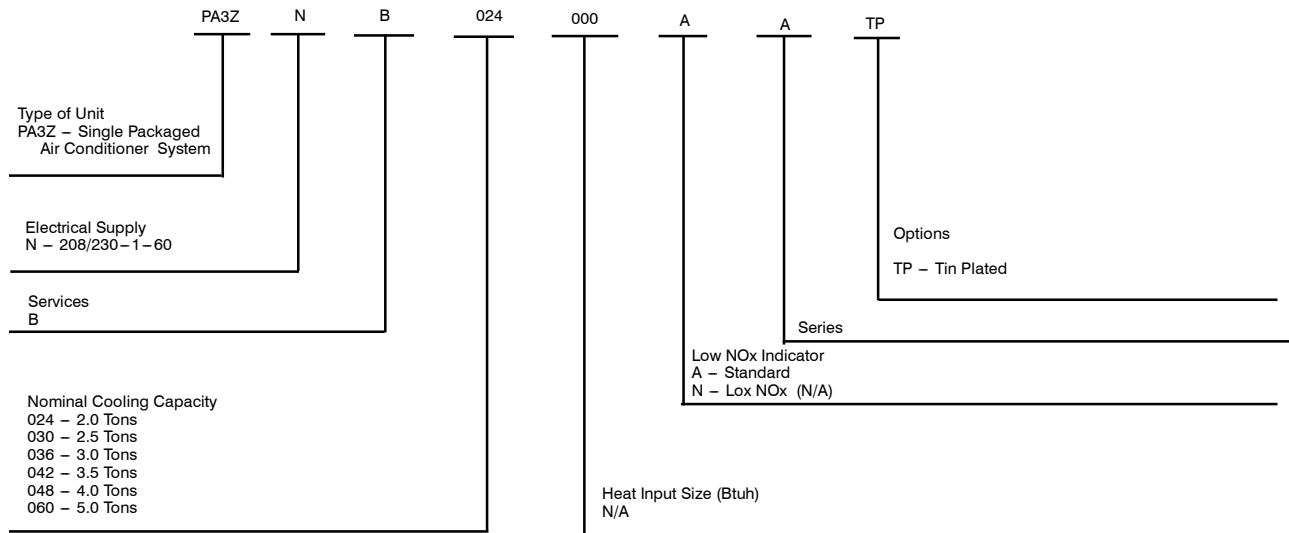 PA3Z N B 024 000 A A TP
Type of Unit
PA3Z – Single Packaged
Air Conditioner System
Electrical Supply
N – 208/230–1–60
Services
B
Nominal Cooling Capacity
024 – 2.0 Tons
030 – 2.5 Tons
036 – 3.0 Tons
042 – 3.5 Tons
048 – 4.0 Tons
060 – 5.0 Tons
Heat Input Size (Btuh)
N/A
Low NOx Indicator
A – Standard
N – Lox NOx (N/A)
Series
Options
TP – Tin Plated